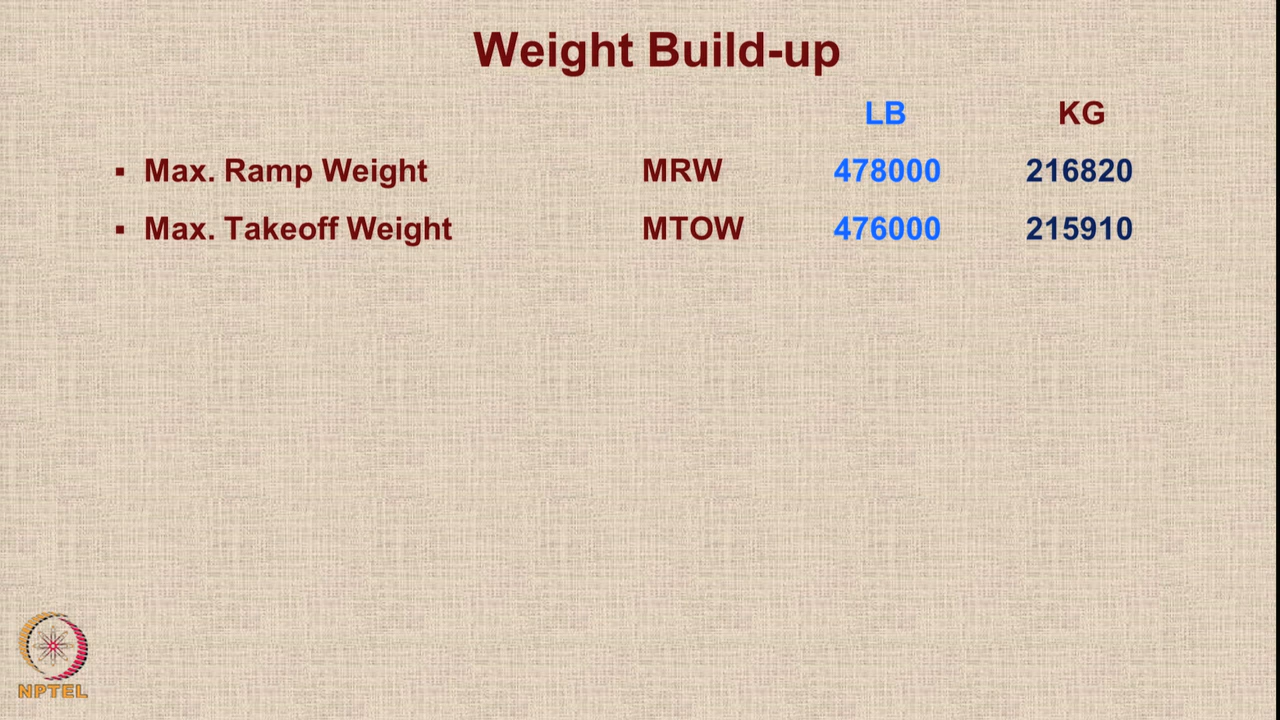 Weight Build-up
LB KG
▪ Max. Ramp Weight MRW 478000 216820
▪ Max. Takeoff Weight MTOW 476000 215910
NPTEL